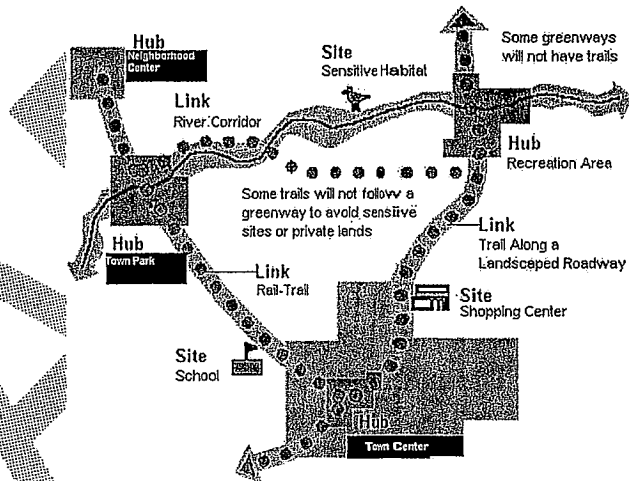 Hub
Neighborhood
Center
Site
Sensitive Habitat
Some greenways
will not have trails
Link
River Corridor
Hub
Recreation Area
Some trails will not follow a
greenway to avoid sensitive
sites or private lands
Hub
Town Park
Link
Trail Along a
Landscaped Roadway
Link
Rail-Trail
Site
Shopping Center
Site
School
Hub
Town Center